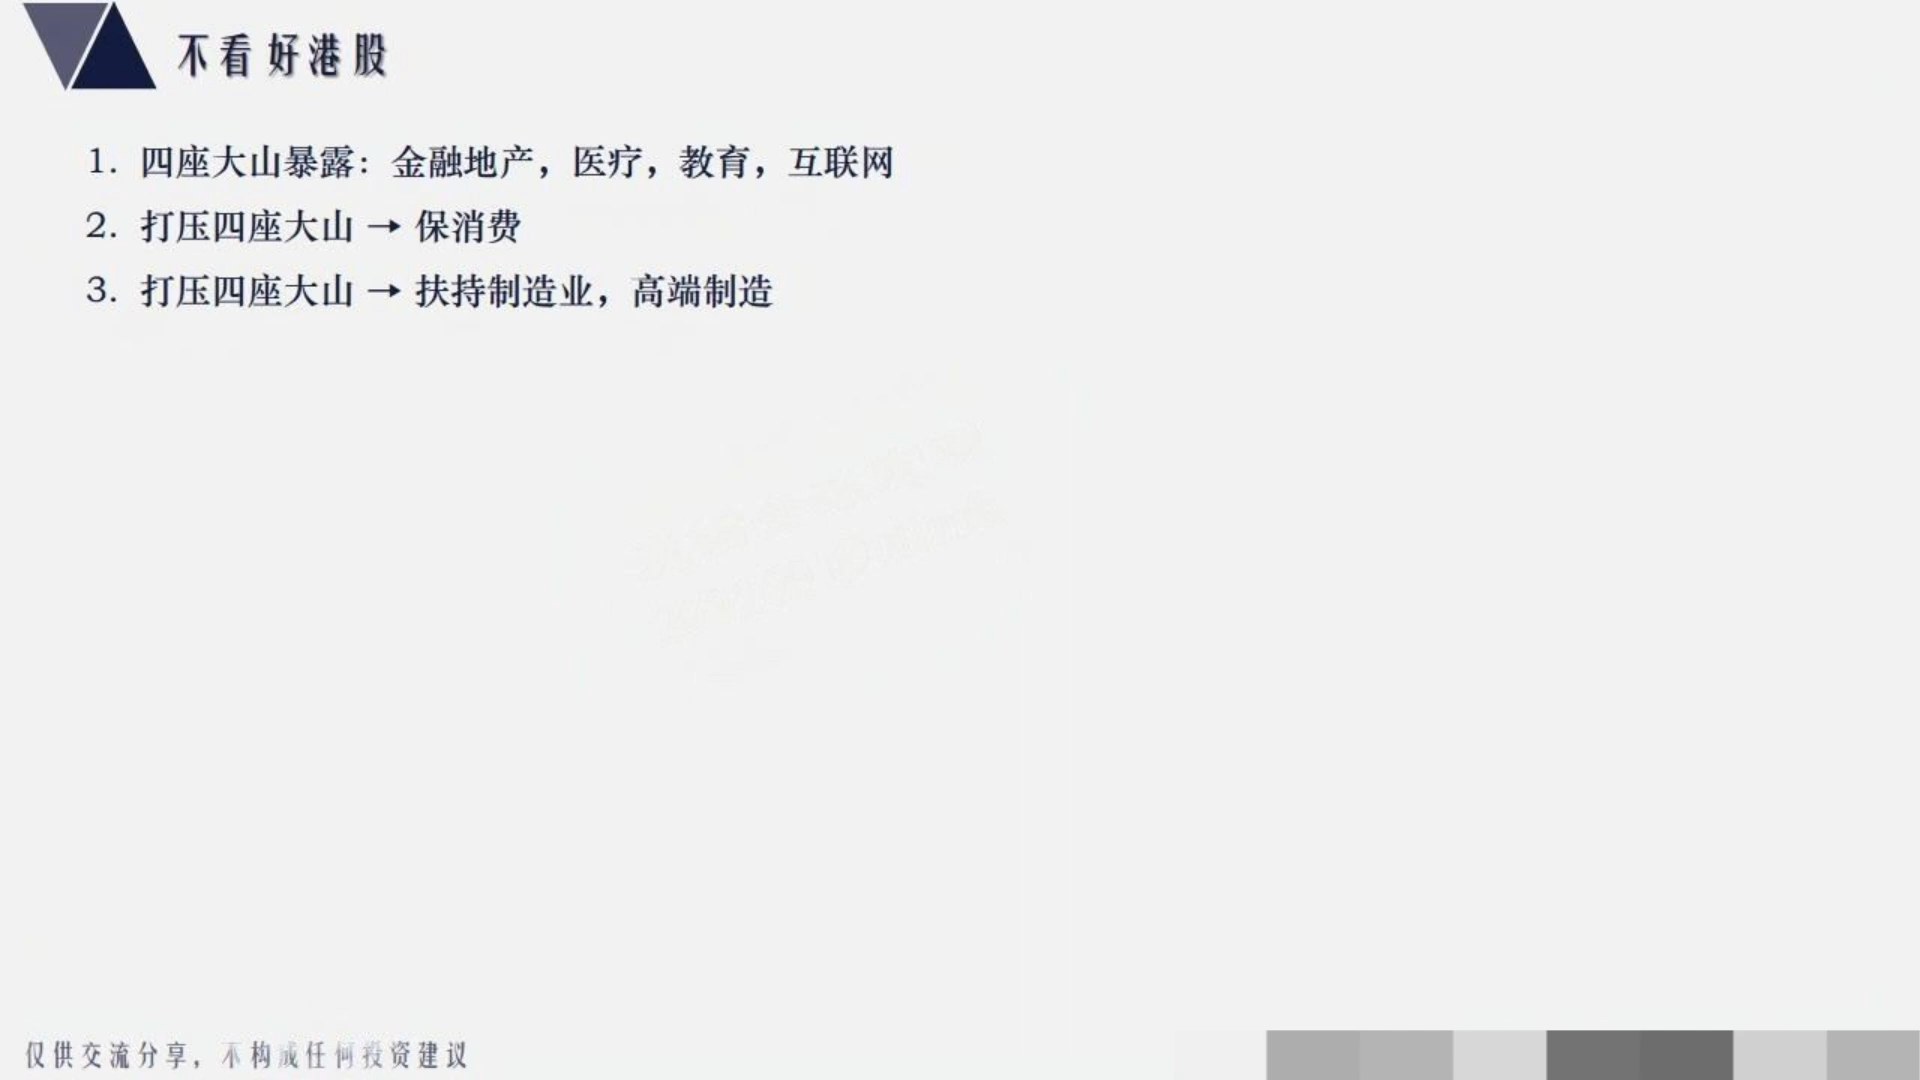 不看好港股
1. 四座大山暴露：金融地产，医疗，教育，互联网
2. 打压四座大山 → 保消费
3. 打压四座大山 → 扶持制造业，高端制造
仅供交流分享，不构成任何投资建议